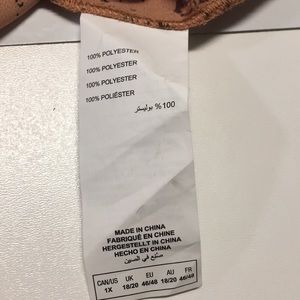 100% POLYESTER
100% POLYESTER
100% POLYESTER
100% POLIÉSTER
100% بوليستر
MADE IN CHINA
FABRIQUÉ EN CHINE
HERGESTELLT IN CHINA
HECHO EN CHINA
صنع في الصين
CAN/US UK EU AU FR
1X 18/20 46/48 18/20 46/48